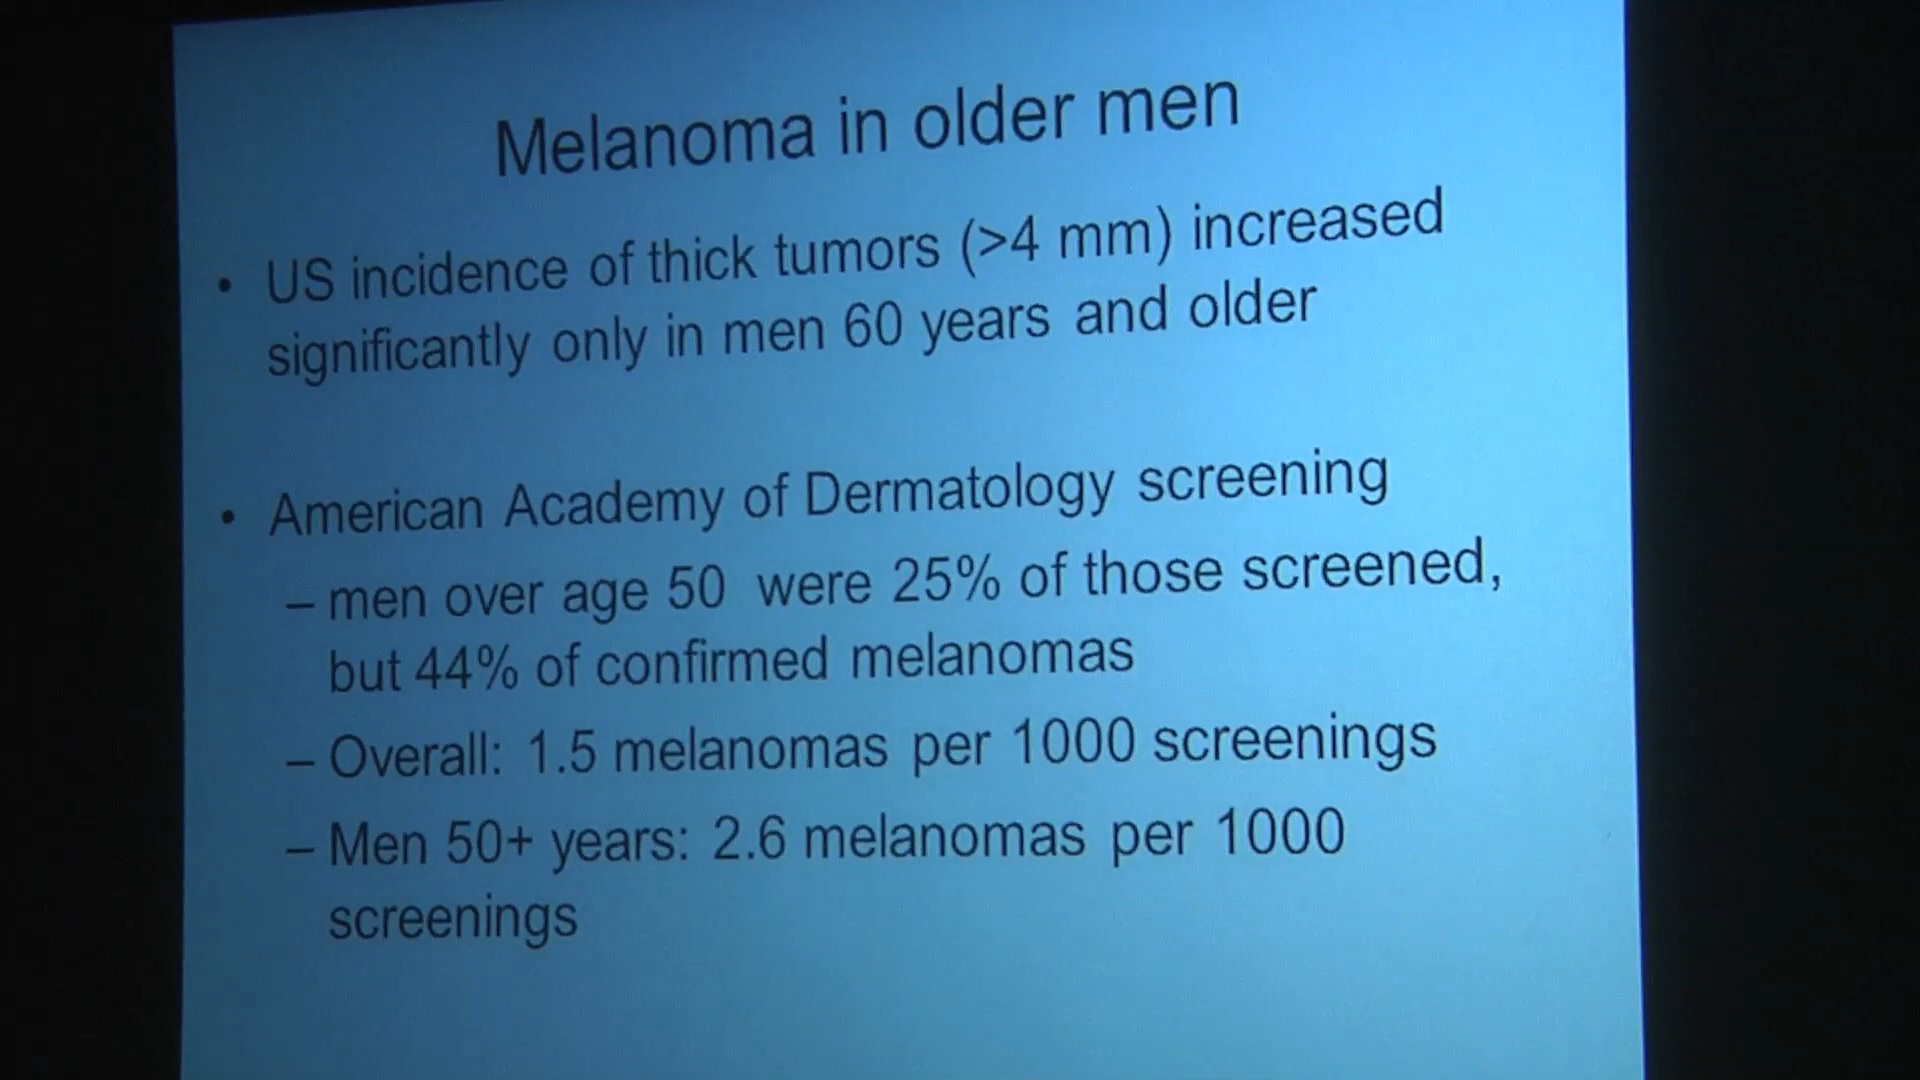 Melanoma in older men
• US incidence of thick tumors (>4 mm) increased
significantly only in men 60 years and older
• American Academy of Dermatology screening
– men over age 50 were 25% of those screened,
but 44% of confirmed melanomas
– Overall: 1.5 melanomas per 1000 screenings
– Men 50+ years: 2.6 melanomas per 1000
screenings